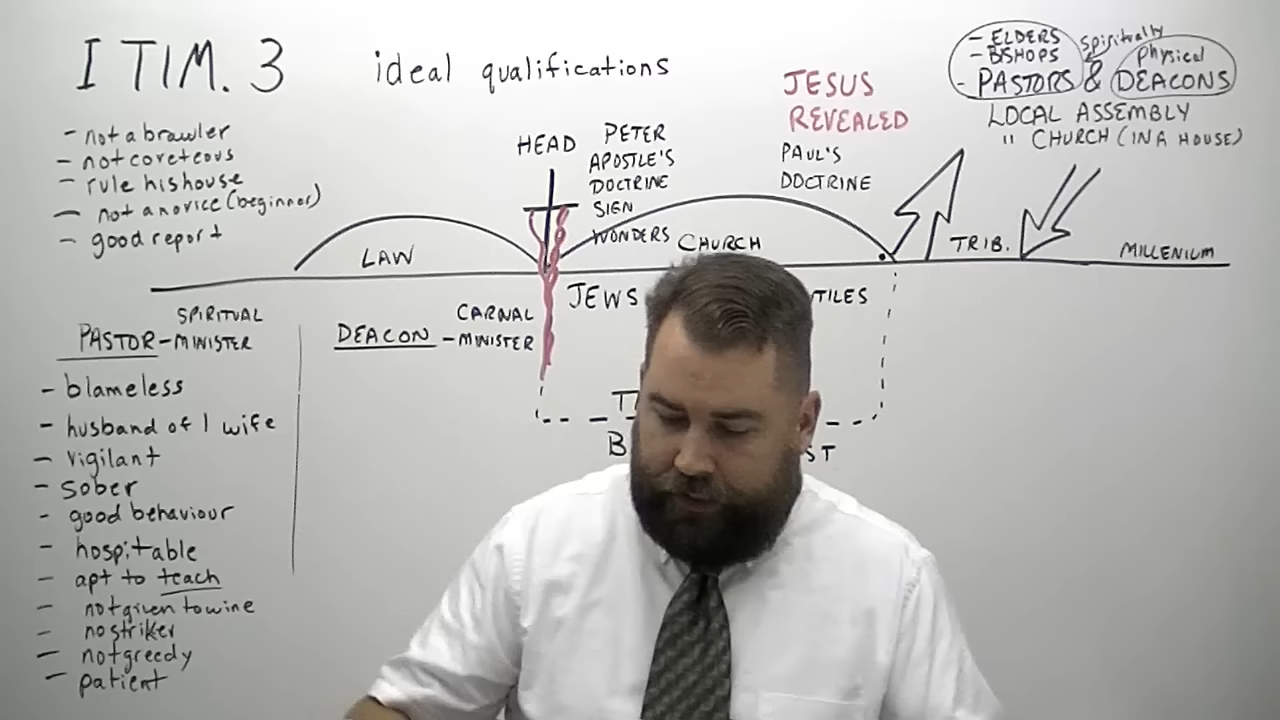 I TIM. 3
ideal qualifications
- not a brawler
- not coveteous
- rule his house
- not a novice (beginner)
- good report
HEAD
PETER
APOSTLE'S
DOCTRINE
SIGN
WONDERS
JESUS
REVEALED
PAUL'S
DOCTRINE
- ELDERS
- BISHOPS
- PASTORS & DEACONS
spiritually
physical
LOCAL ASSEMBLY
" CHURCH (IN A HOUSE)
LAW
CHURCH
TRIB.
MILLENIUM
JEWS
TILES
SPIRITUAL
PASTOR - MINISTER
CARNAL
DEACON - MINISTER
- blameless
- husband of 1 wife
- vigilant
- sober
- good behaviour
- hospitable
- apt to teach
- not given to wine
- no striker
- not greedy
- patient
T
B
ST